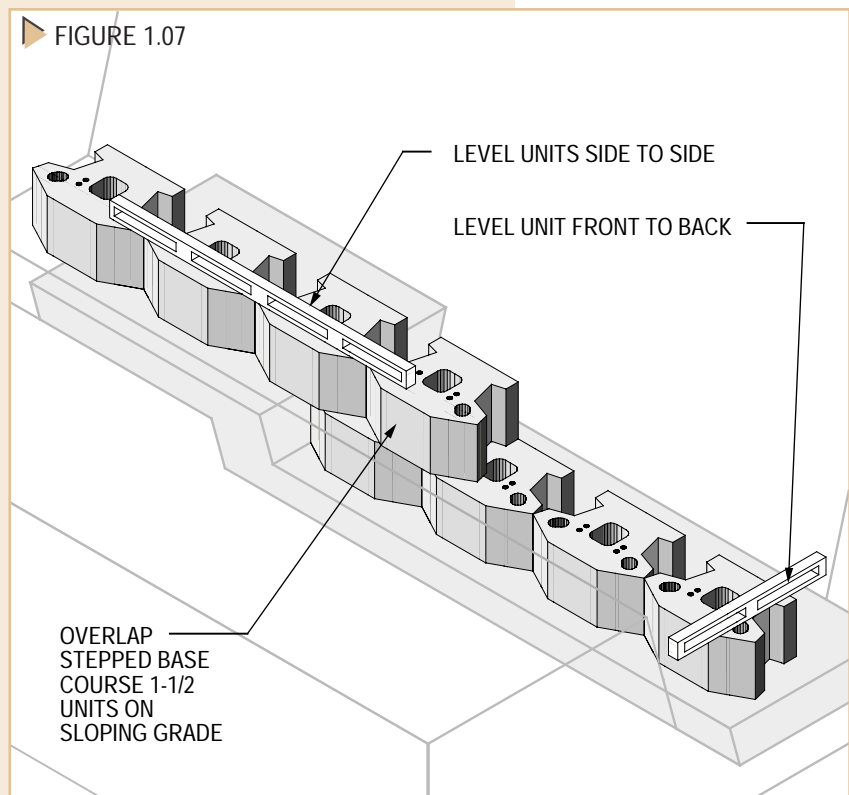 FIGURE 1.07
LEVEL UNITS SIDE TO SIDE
LEVEL UNIT FRONT TO BACK
OVERLAP
STEPPED BASE
COURSE 1-1/2
UNITS ON
SLOPING GRADE